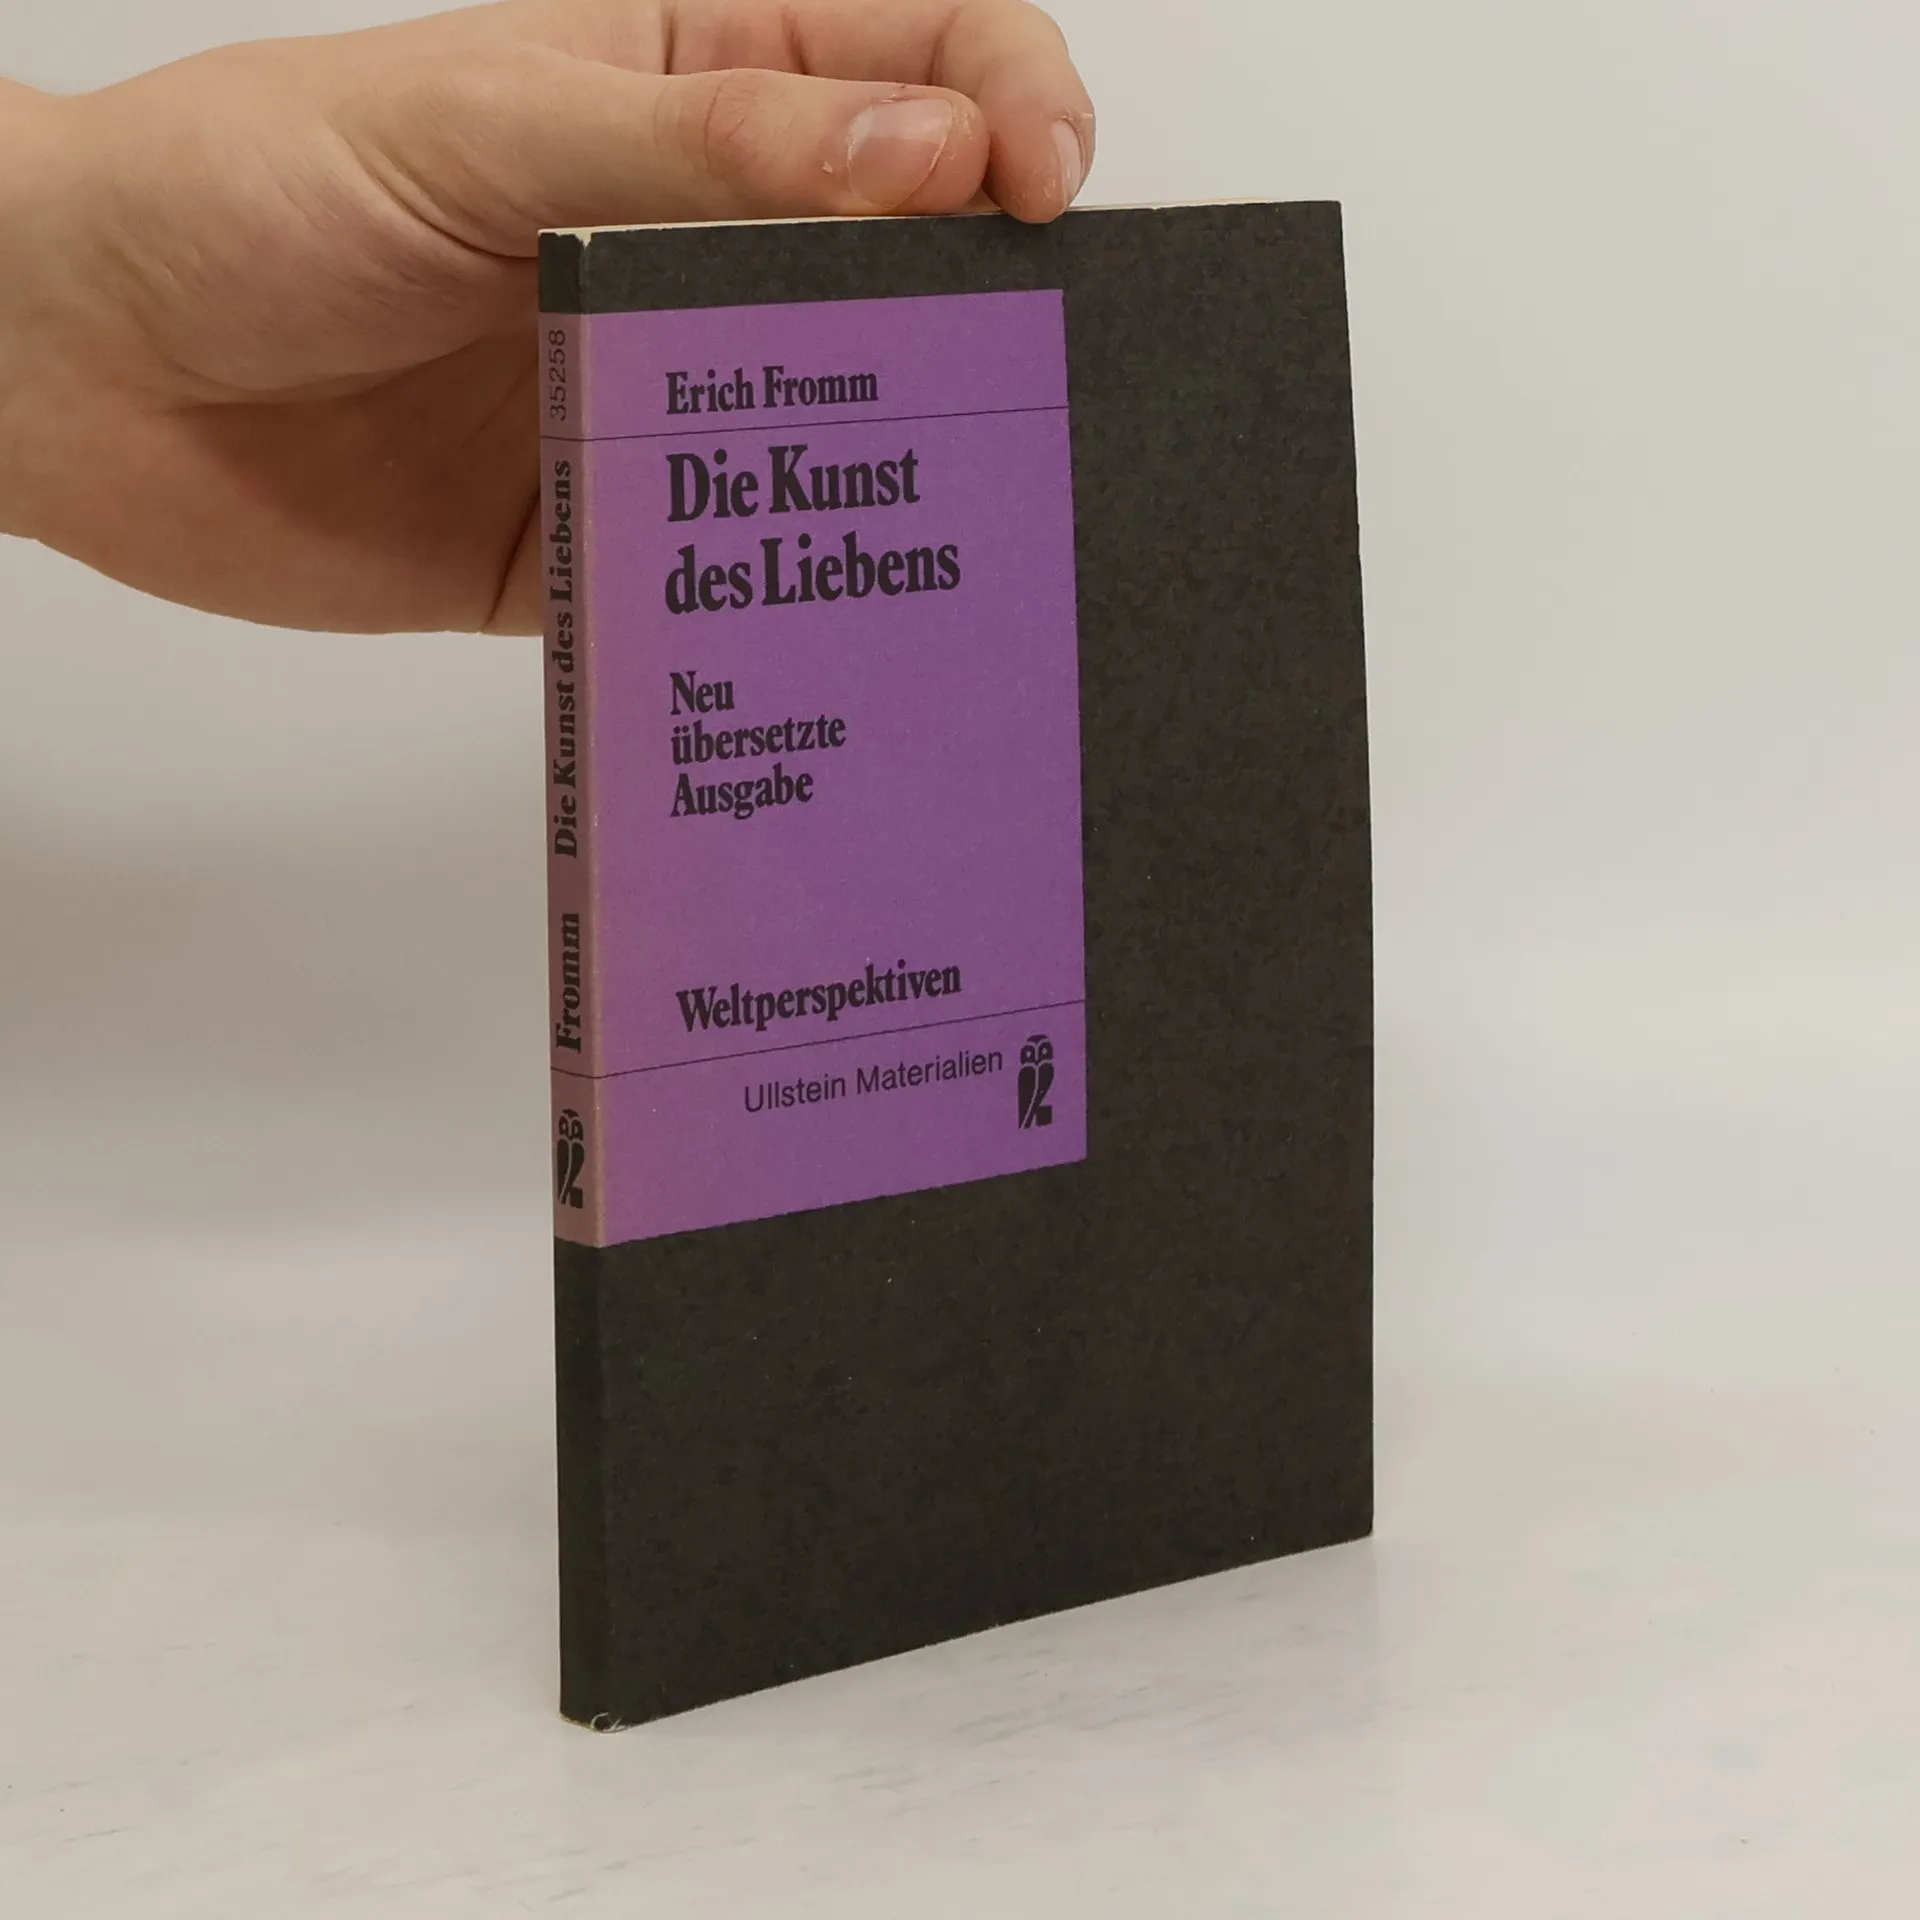 Erich Fromm
Die Kunst
des Liebens
Neu
übersetzte
Ausgabe
Weltperspektiven
Ullstein Materialien
Fromm Die Kunst des Liebens 35258